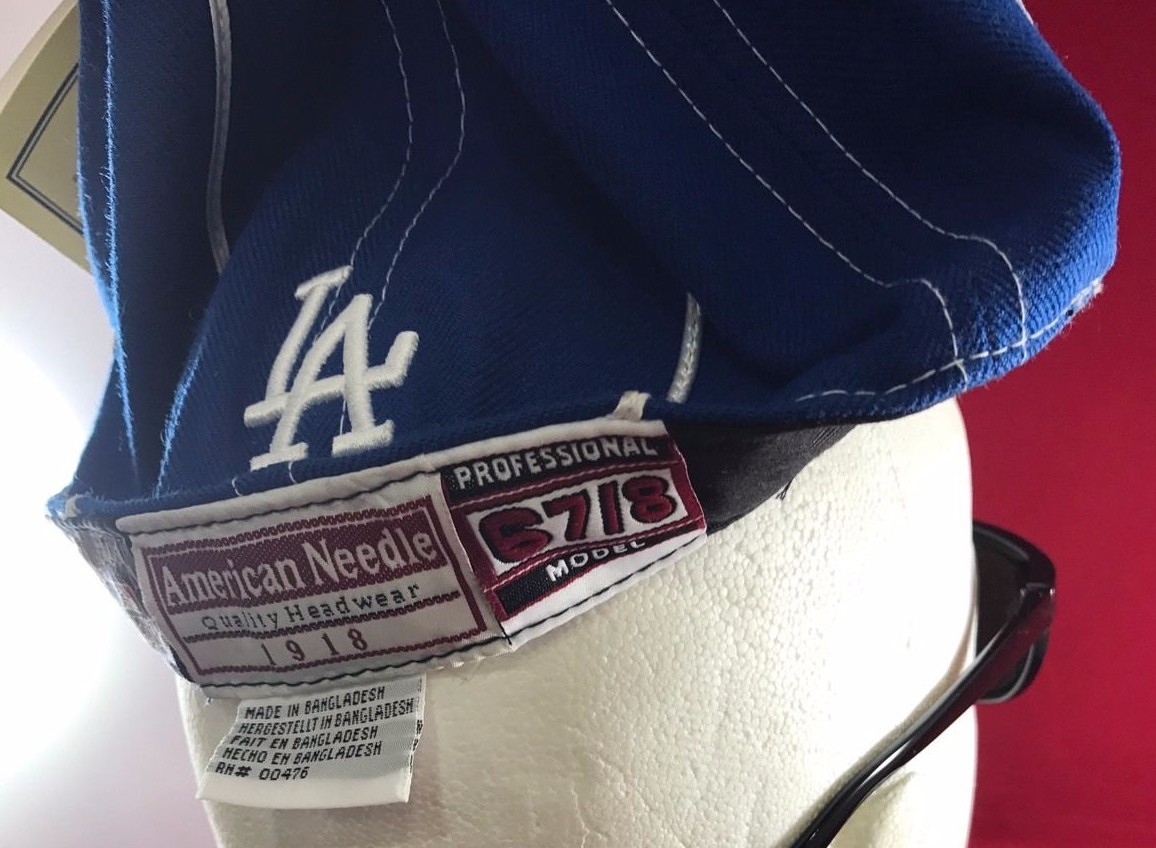 LA
American Needle
Quality Headwear
1918
PROFESSIONAL
6 7/8
MODEL
MADE IN BANGLADESH
HERGESTELLT IN BANGLADESH
FAIT EN BANGLADESH
HECHO EN BANGLADESH
RN# 00476